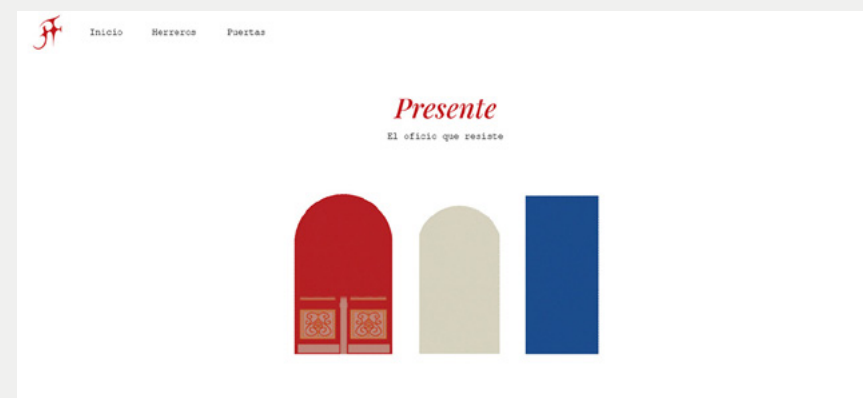 Inicio Herreros Puertas
Presente
El oficio que resiste